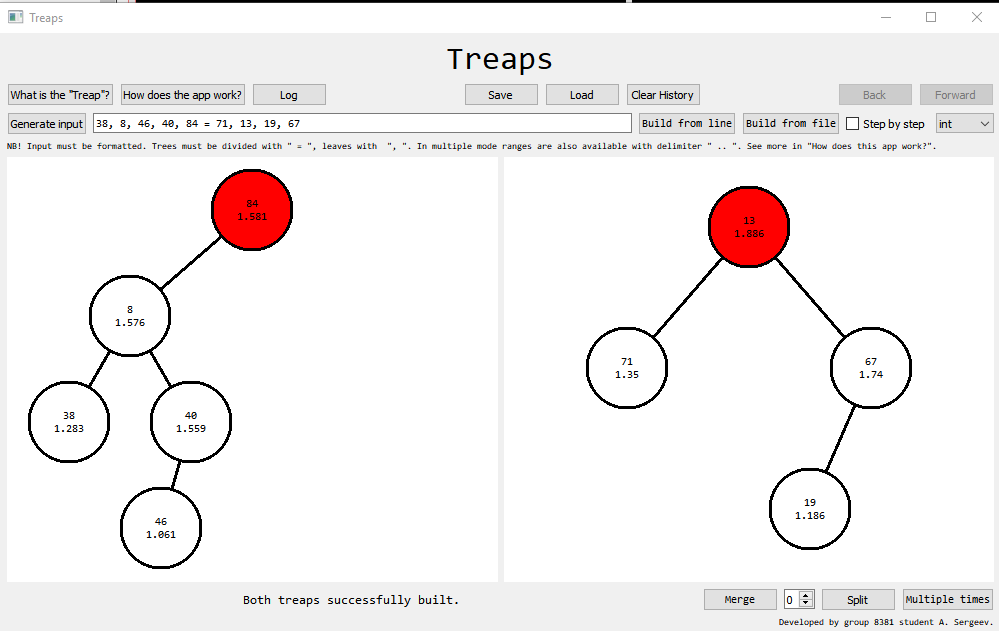 Treaps
Treaps
What is the "Treap"? How does the app work? Log Save Load Clear History Back Forward
Generate input 38, 8, 46, 40, 84 = 71, 13, 19, 67 Build from line Build from file Step by step int
NB! Input must be formatted. Trees must be divided with " = ", leaves with  ", ". In multiple mode ranges are also available with delimiter " .. ". See more in "How does this app work?".
84
1.581
8
1.576
38
1.283
40
1.559
46
1.061
13
1.886
71
1.35
67
1.74
19
1.186
Both treaps successfully built.
Merge 0 Split Multiple times
Developed by group 8381 student A. Sergeev.